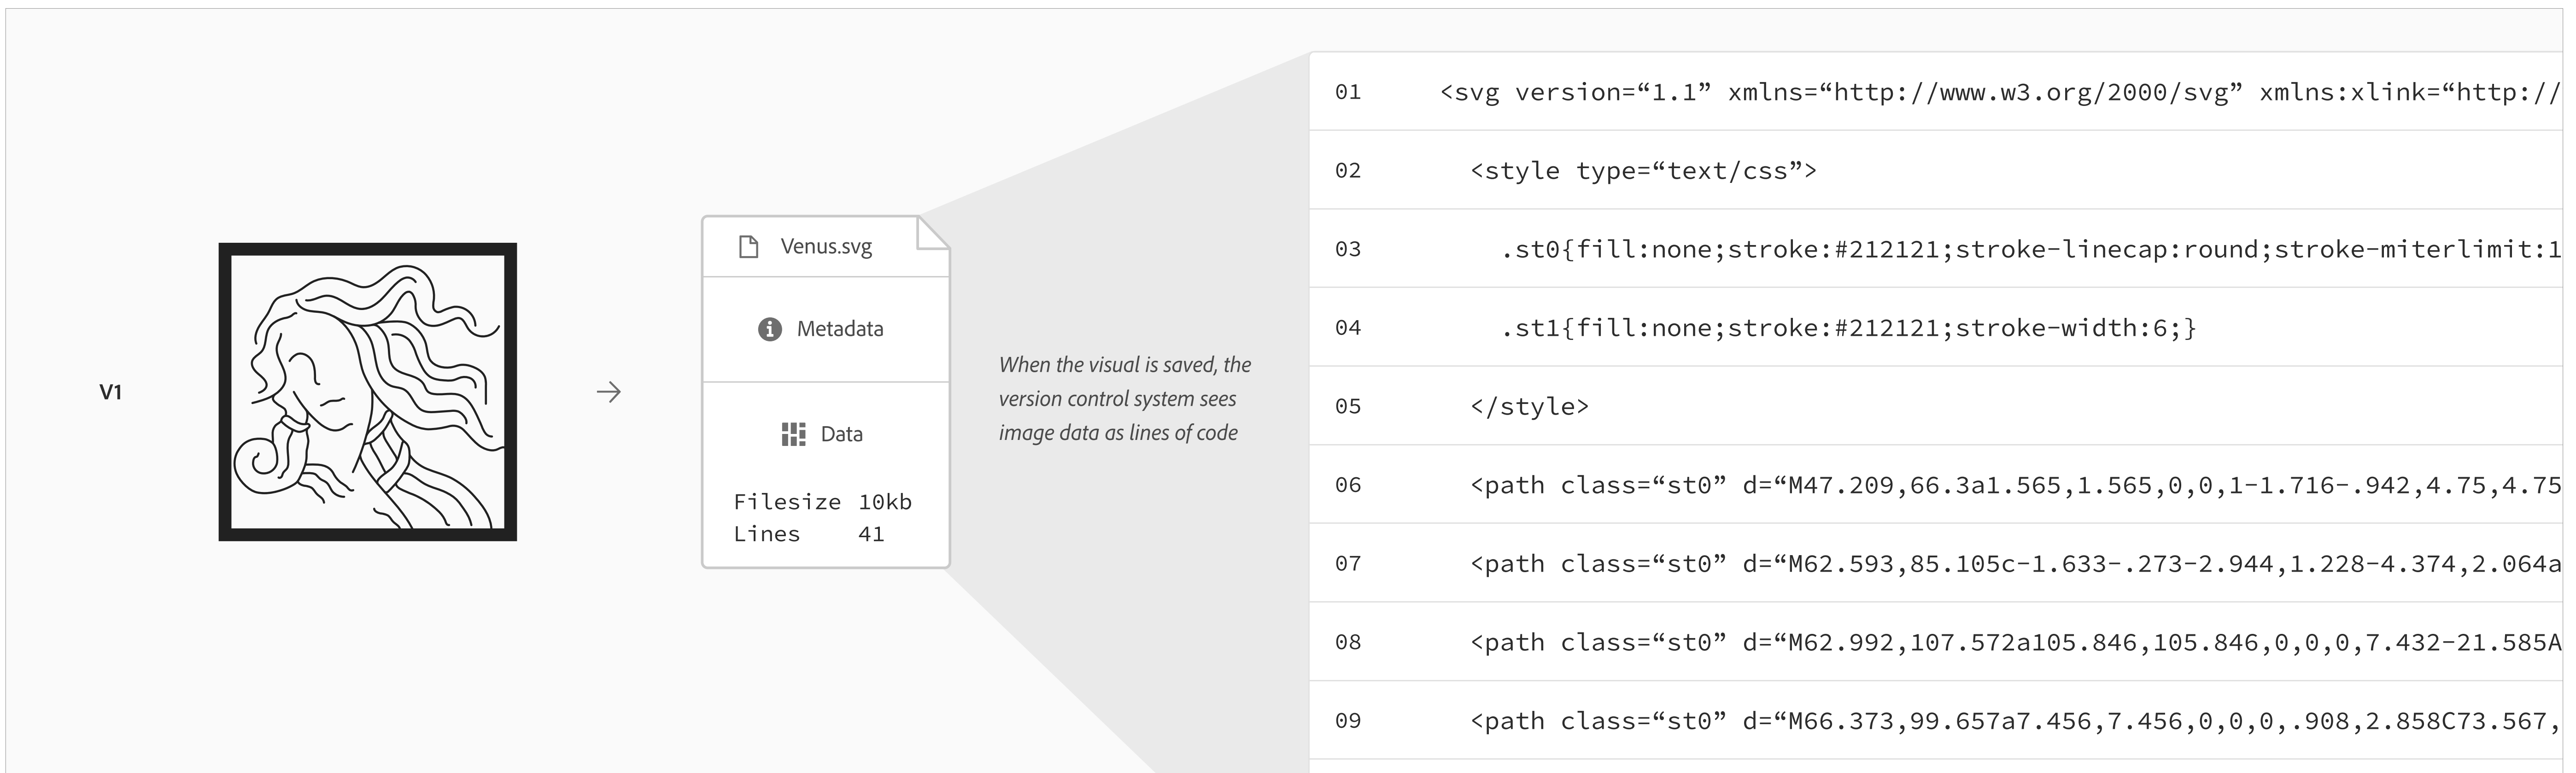 V1
Venus.svg
Metadata
Data
Filesize 10kb
Lines 41
When the visual is saved, the
version control system sees
image data as lines of code
01 <svg version=“1.1” xmlns=“http://www.w3.org/2000/svg” xmlns:xlink=“http://
02 <style type=“text/css”>
03 .st0{fill:none;stroke:#212121;stroke-linecap:round;stroke-miterlimit:1
04 .st1{fill:none;stroke:#212121;stroke-width:6;}
05 </style>
06 <path class=“st0” d=“M47.209,66.3a1.565,1.565,0,0,1-1.716-.942,4.75,4.75
07 <path class=“st0” d=“M62.593,85.105c-1.633-.273-2.944,1.228-4.374,2.064a
08 <path class=“st0” d=“M62.992,107.572a105.846,105.846,0,0,0,7.432-21.585A
09 <path class=“st0” d=“M66.373,99.657a7.456,7.456,0,0,0,.908,2.858C73.567,